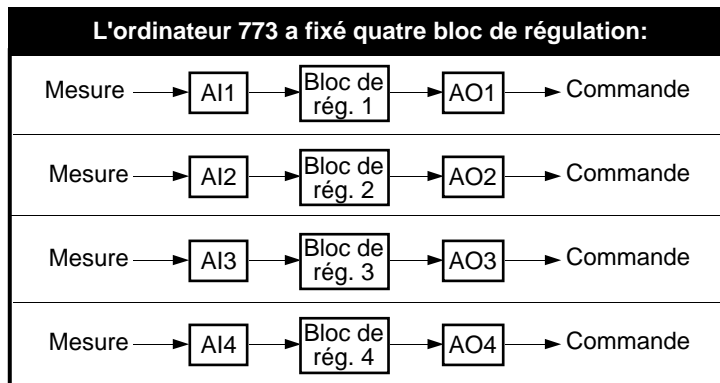 L'ordinateur 773 a fixé quatre bloc de régulation:
Mesure AI1 Bloc de rég. 1 AO1 Commande
Mesure AI2 Bloc de rég. 2 AO2 Commande
Mesure AI3 Bloc de rég. 3 AO3 Commande
Mesure AI4 Bloc de rég. 4 AO4 Commande